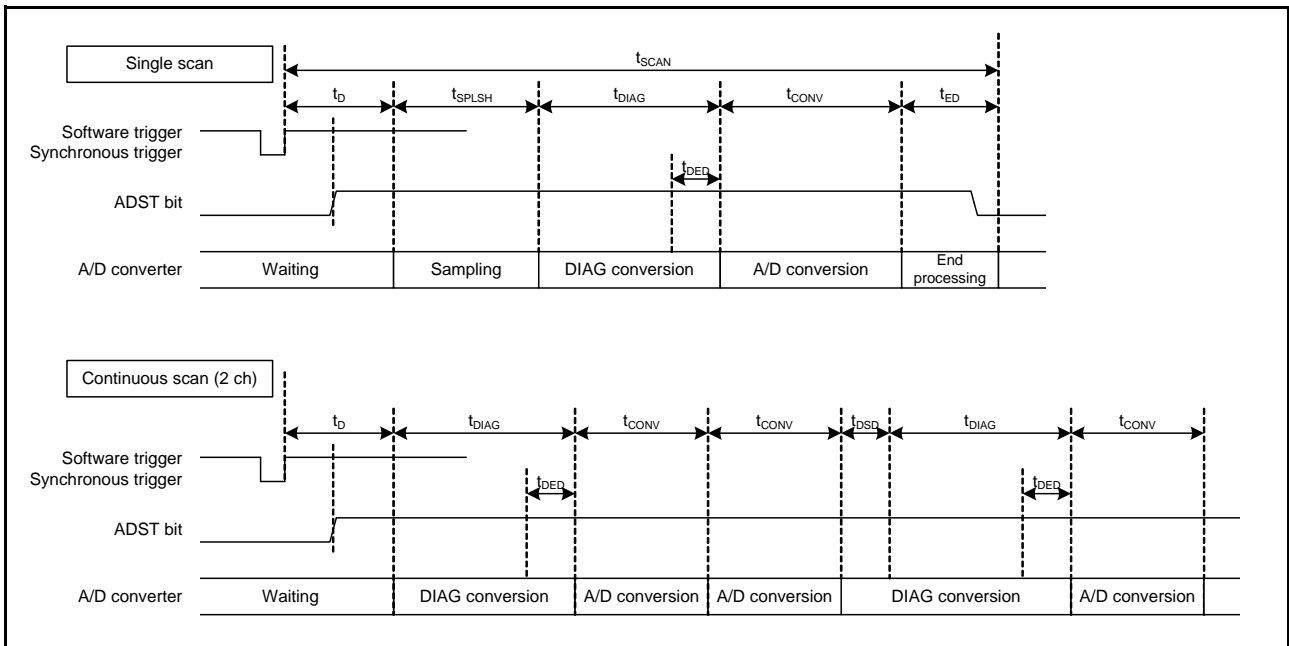 Single scan
tSCAN
tD tSPLSH tDIAG tCONV tED
Software trigger
Synchronous trigger
tDED
ADST bit
A/D converter Waiting Sampling DIAG conversion A/D conversion End processing
Continuous scan (2 ch)
tD tDIAG tCONV tCONV tDSD tDIAG tCONV
Software trigger
Synchronous trigger
tDED tDED
ADST bit
A/D converter Waiting DIAG conversion A/D conversion A/D conversion DIAG conversion A/D conversion